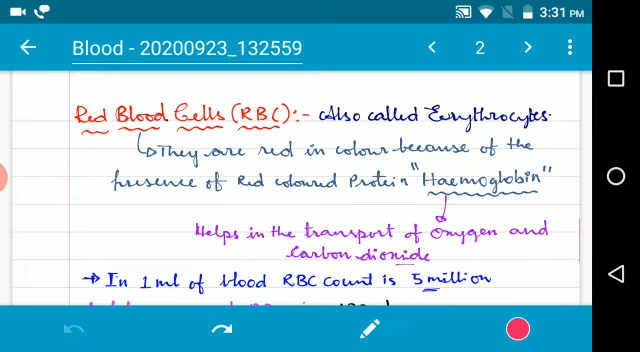 3:31 PM
Blood - 20200923_132559
2
Red Blood Cells (RBC):- Also called Erythrocytes.
They are red in colour because of the
presence of Red coloured Protein "Haemoglobin"
Helps in the transport of Oxygen and
Carbon dioxide
→ In 1 ml of blood RBC count is 5 million